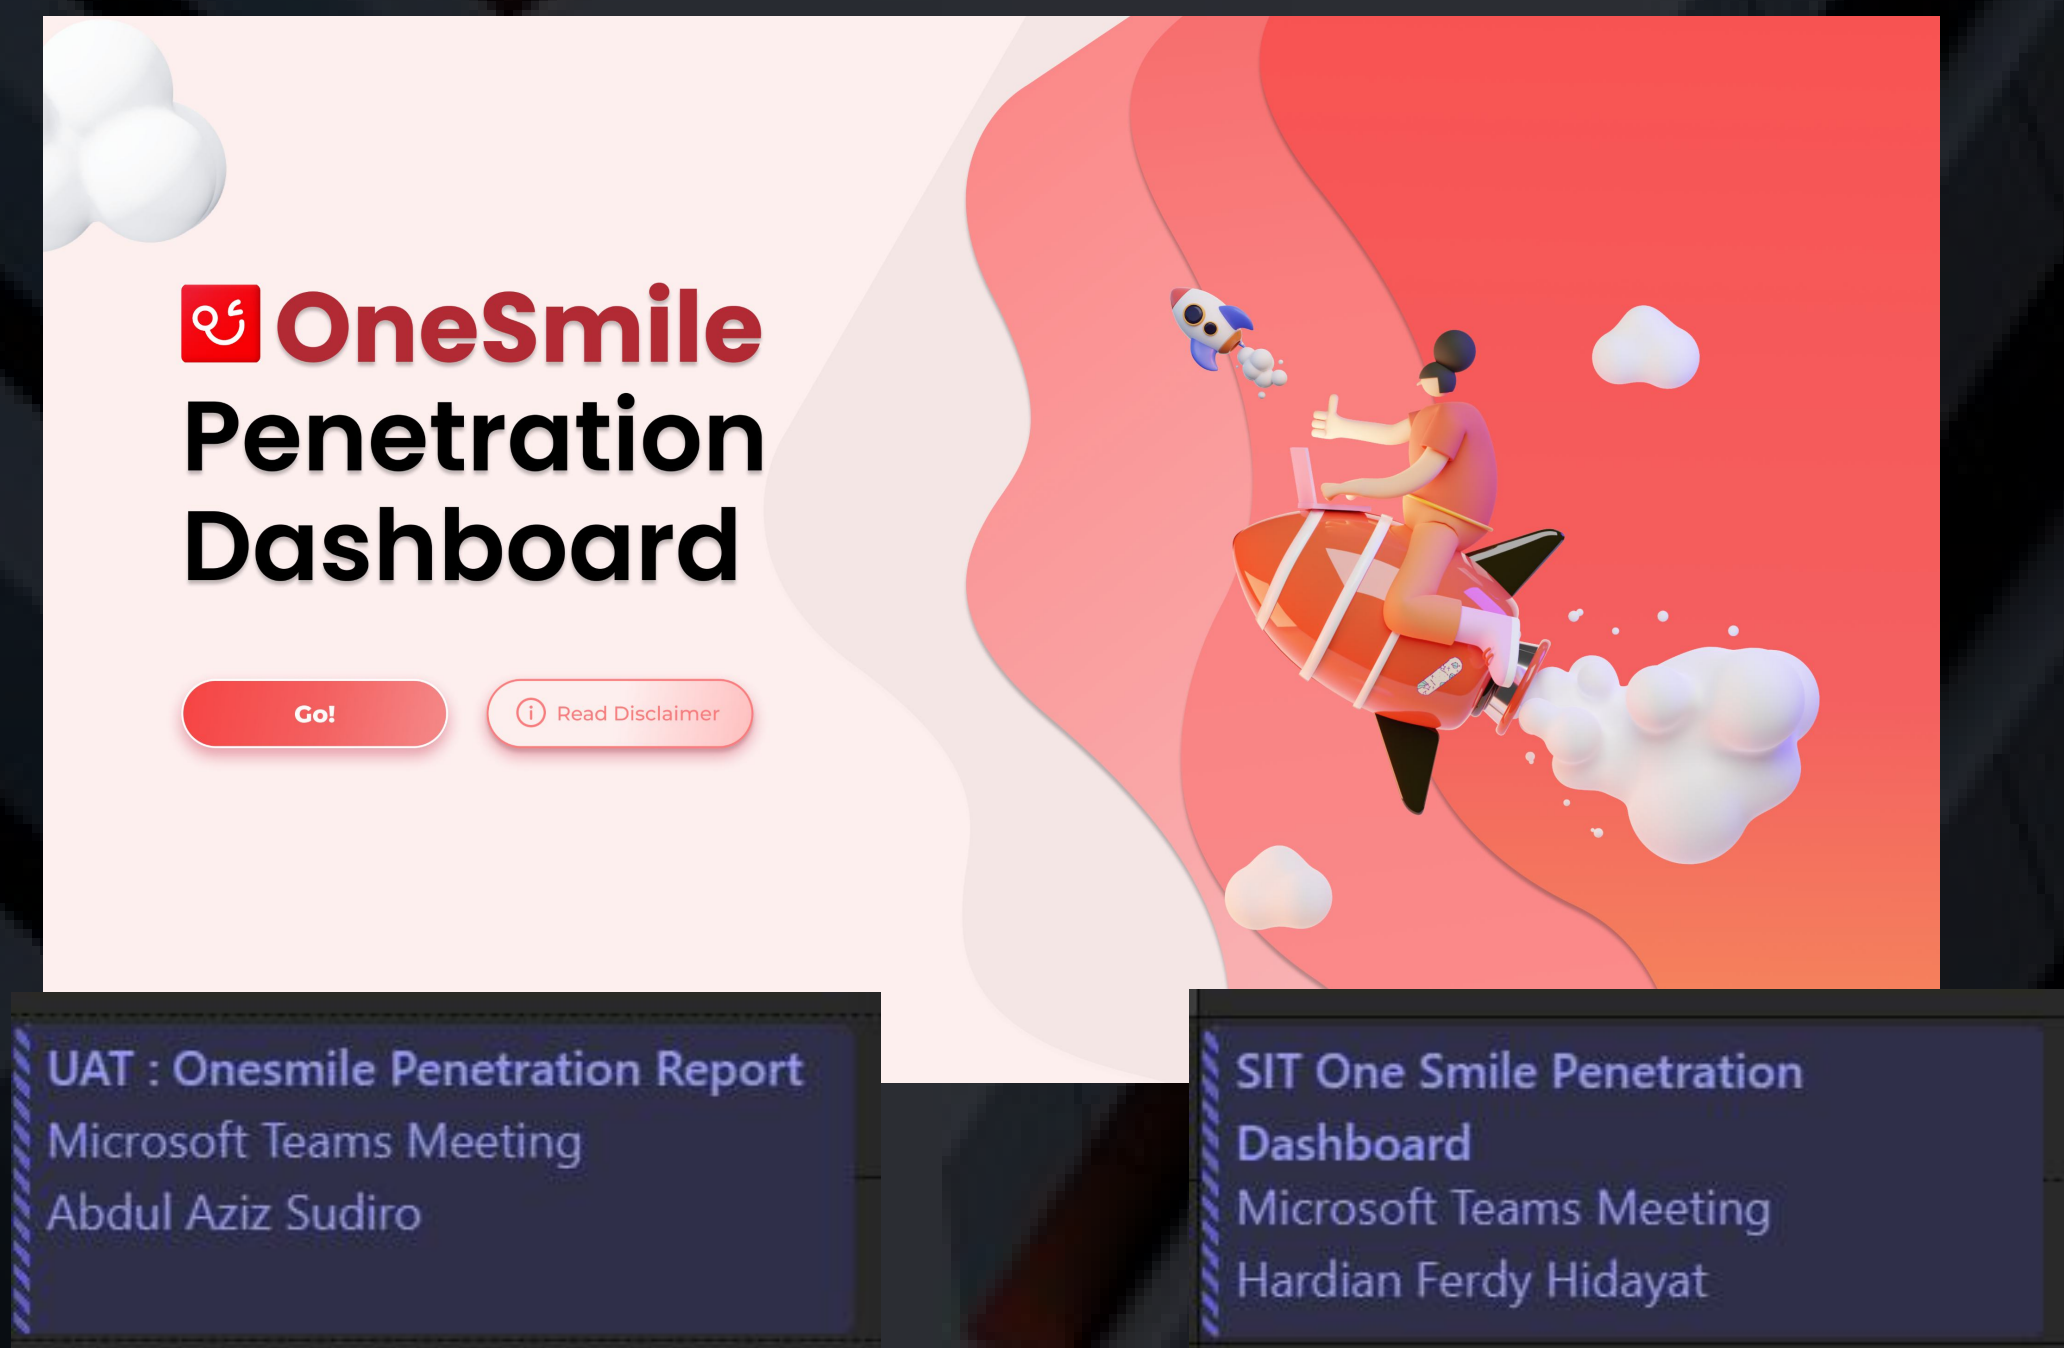 OneSmile
Penetration
Dashboard
Go!
Read Disclaimer
UAT : Onesmile Penetration Report
Microsoft Teams Meeting
Abdul Aziz Sudiro
SIT One Smile Penetration
Dashboard
Microsoft Teams Meeting
Hardian Ferdy Hidayat